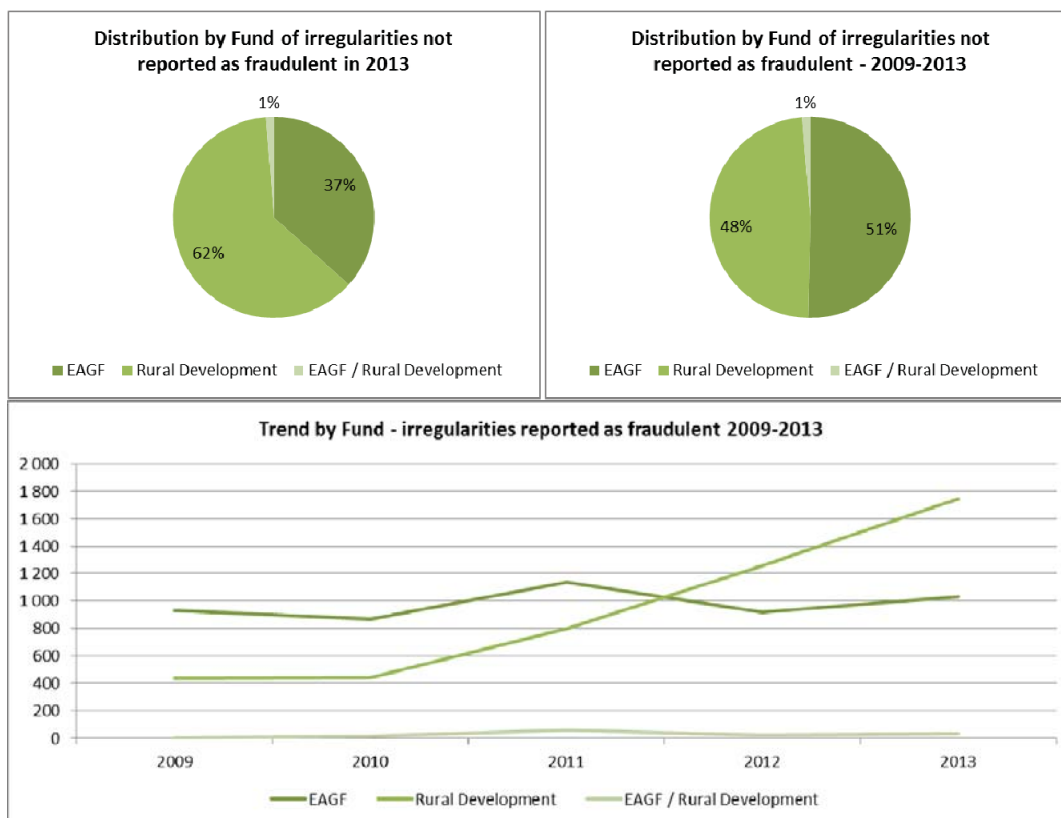 Distribution by Fund of irregularities not
reported as fraudulent in 2013
1%
37%
62%
EAGF Rural Development EAGF / Rural Development
Distribution by Fund of irregularities not
reported as fraudulent - 2009-2013
1%
48%
51%
EAGF Rural Development EAGF / Rural Development
Trend by Fund - irregularities reported as fraudulent 2009-2013
2 000
1 800
1 600
1 400
1 200
1 000
800
600
400
200
0
2009 2010 2011 2012 2013
EAGF Rural Development EAGF / Rural Development